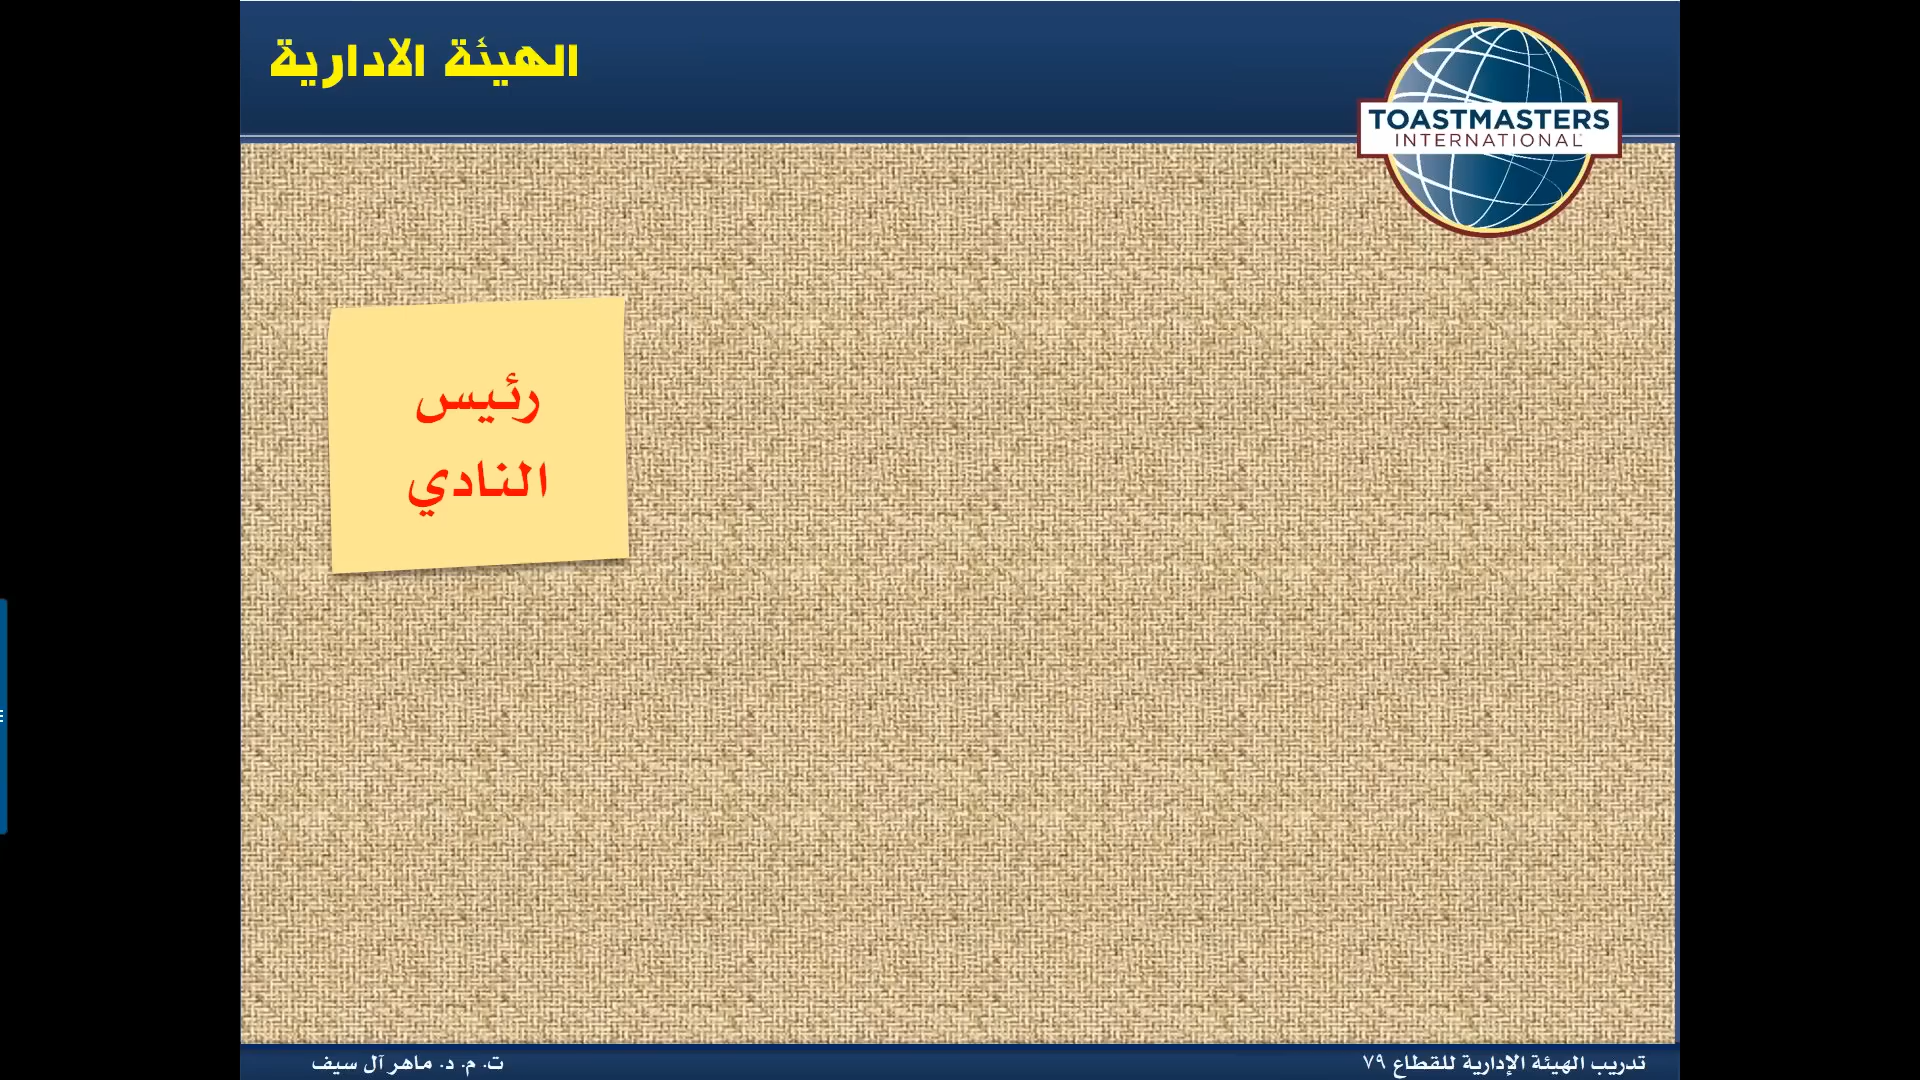 الهيئة الادارية
TOASTMASTERS
INTERNATIONAL
رئيس
النادي
تدريب الهيئة الإدارية للقطاع ٧٩
ت. م. د. ماهر آل سيف